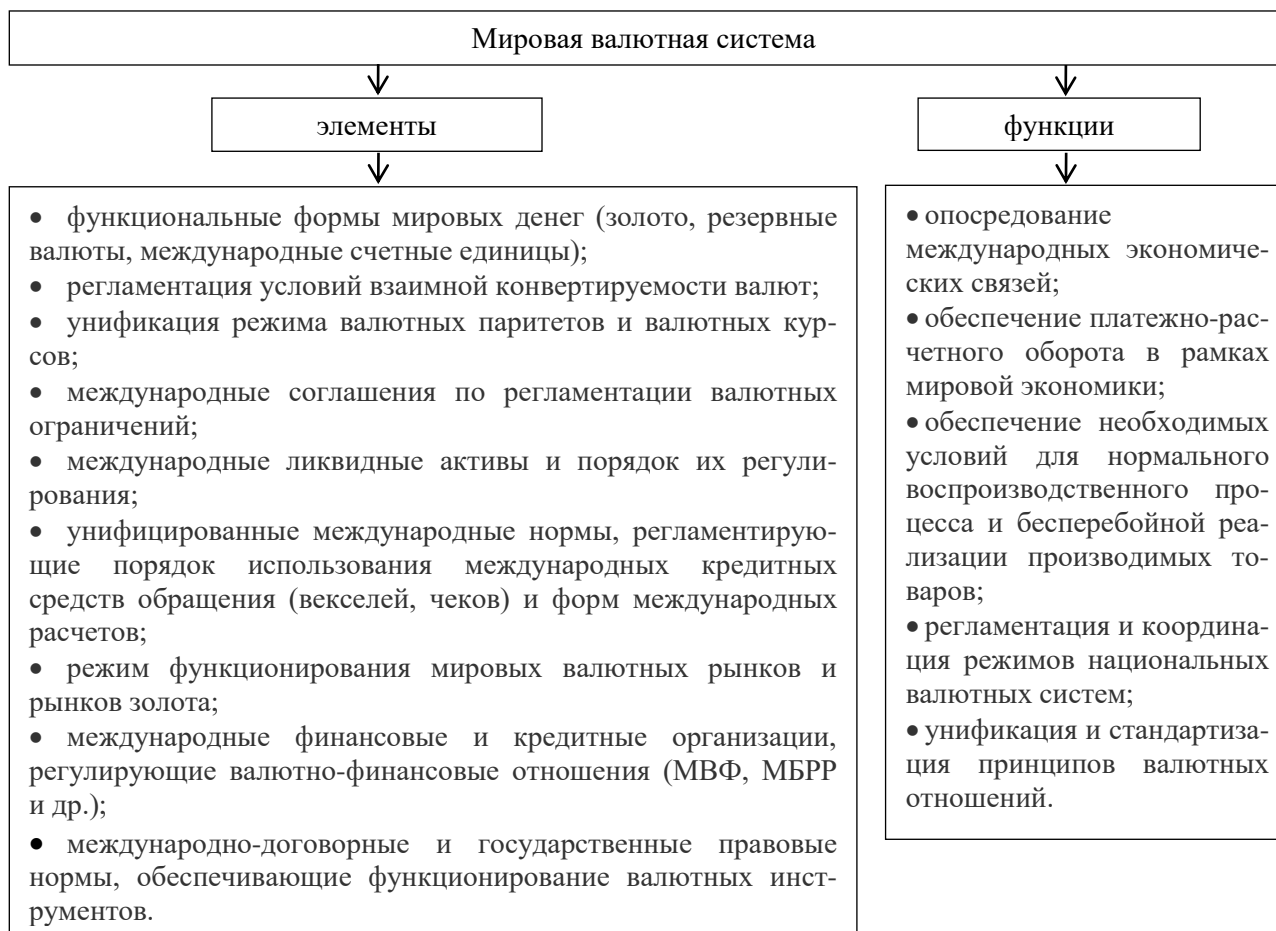 Мировая валютная система
элементы
функции
• функциональные формы мировых денег (золото, резервные
валюты, международные счетные единицы);
• регламентация условий взаимной конвертируемости валют;
• унификация режима валютных паритетов и валютных кур-
сов;
• международные соглашения по регламентации валютных
ограничений;
• международные ликвидные активы и порядок их регули-
рования;
• унифицированные международные нормы, регламентирую-
щие порядок использования международных кредитных
средств обращения (векселей, чеков) и форм международных
расчетов;
• режим функционирования мировых валютных рынков и
рынков золота;
• международные финансовые и кредитные организации,
регулирующие валютно-финансовые отношения (МВФ, МБРР
и др.);
• международно-договорные и государственные правовые
нормы, обеспечивающие функционирование валютных инст-
рументов.
• опосредование
международных экономиче-
ских связей;
• обеспечение платежно-рас-
четного оборота в рамках
мировой экономики;
• обеспечение необходимых
условий для нормального
воспроизводственного про-
цесса и бесперебойной реа-
лизации производимых то-
варов;
• регламентация и координа-
ция режимов национальных
валютных систем;
• унификация и стандартиза-
ция принципов валютных
отношений.